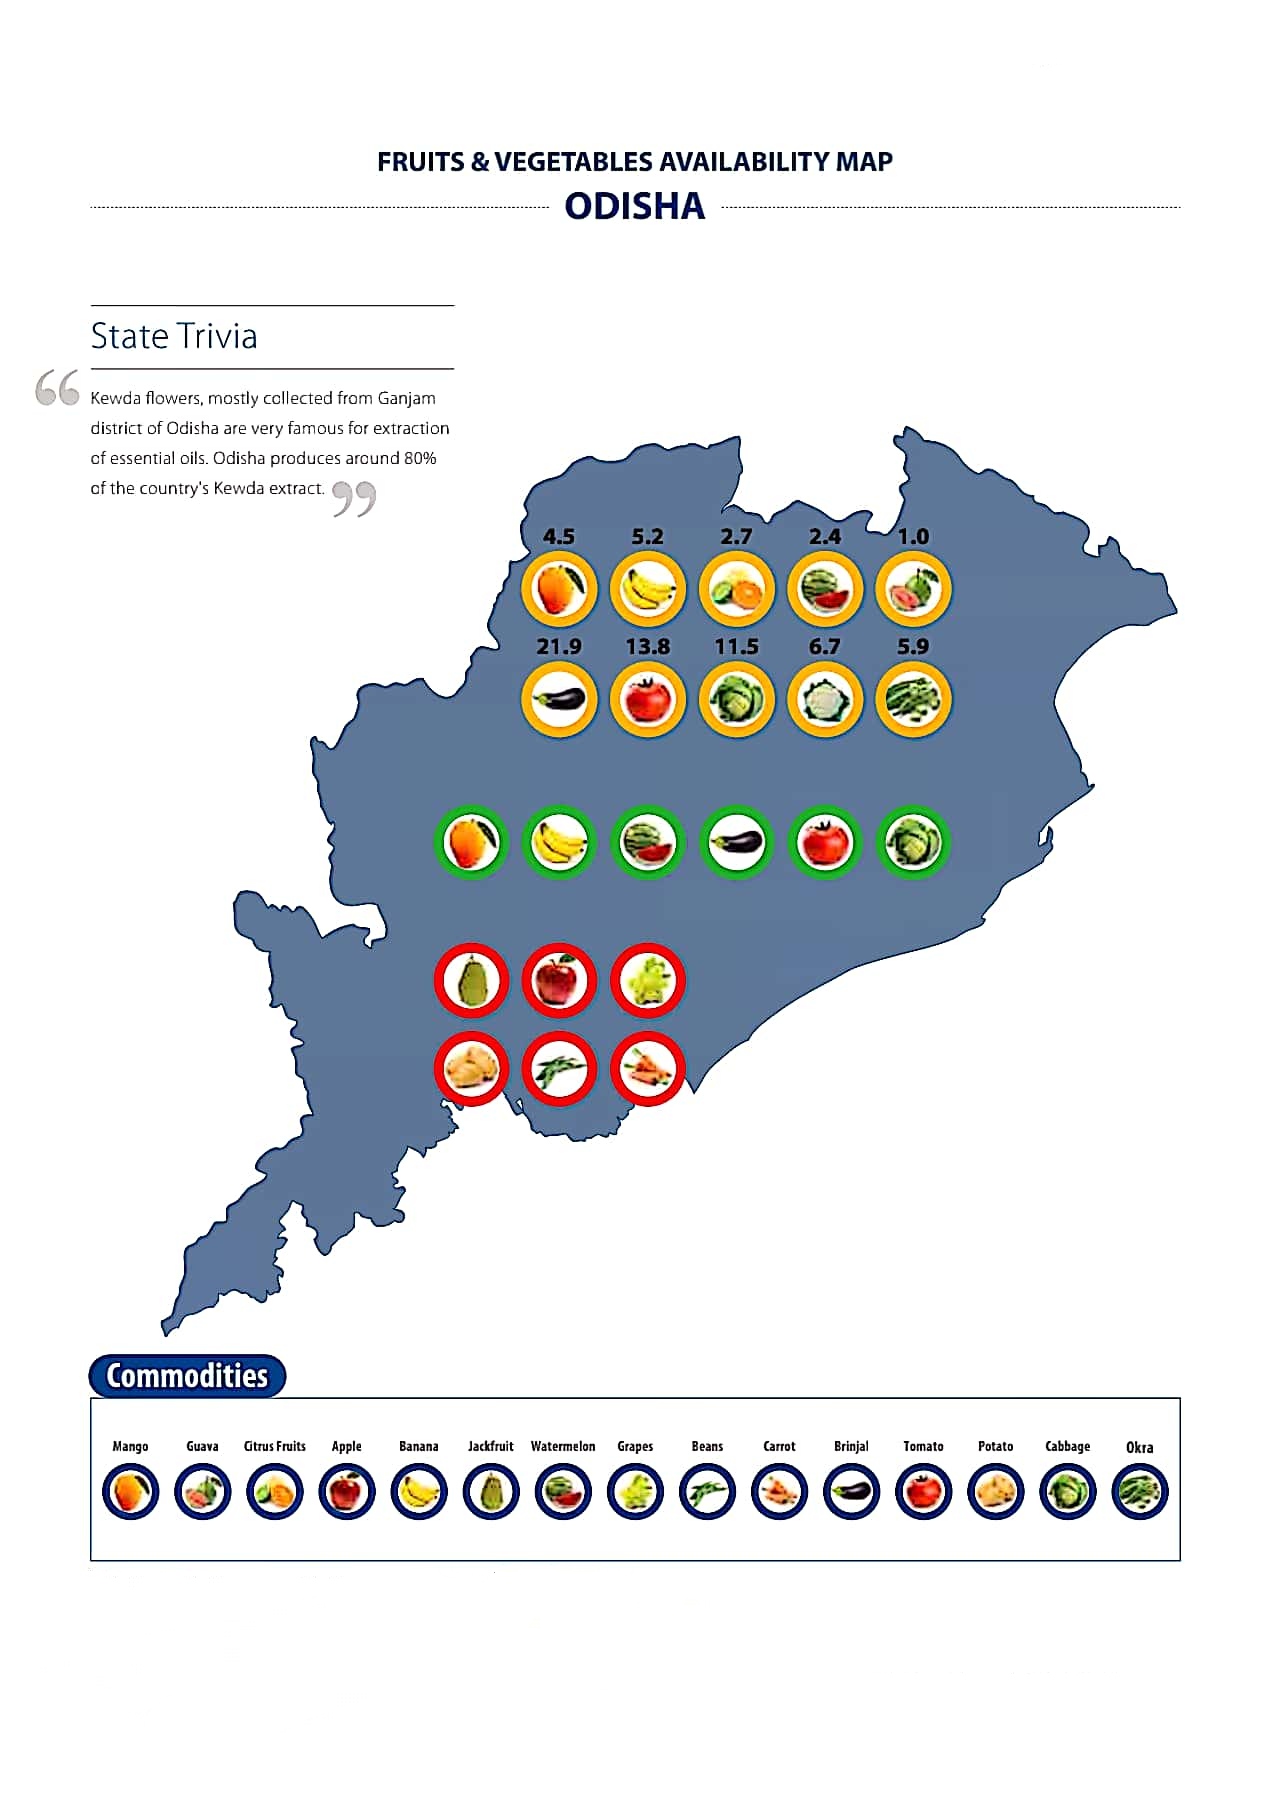 FRUITS & VEGETABLES AVAILABILITY MAP
ODISHA
State Trivia
“ Kewda flowers, mostly collected from Ganjam
district of Odisha are very famous for extraction
of essential oils. Odisha produces around 80%
of the country's Kewda extract. ”
4.5 5.2 2.7 2.4 1.0
21.9 13.8 11.5 6.7 5.9
Commodities
Mango Guava Citrus Fruits Apple Banana Jackfruit Watermelon Grapes Beans Carrot Brinjal Tomato Potato Cabbage Okra